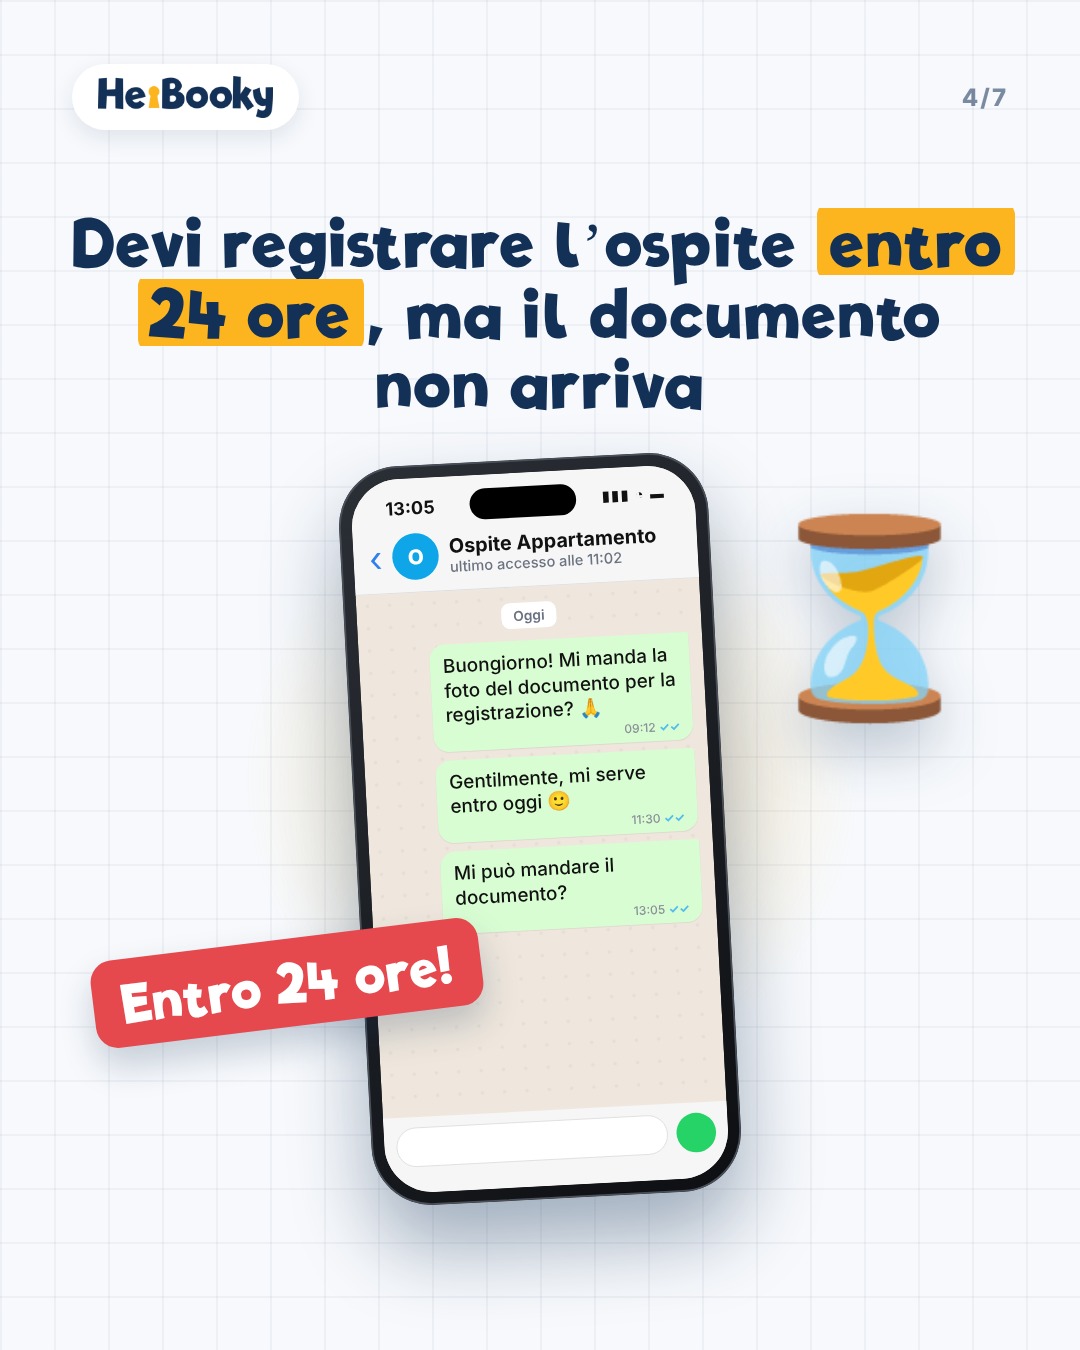 HeiBooky
4/7
Devi registrare l’ospite entro
24 ore, ma il documento
non arriva
13:05
O
Ospite Appartamento
ultimo accesso alle 11:02
Oggi
Buongiorno! Mi manda la
foto del documento per la
registrazione? 🙏
09:12
Gentilmente, mi serve
entro oggi 🙂
11:30
Mi può mandare il
documento?
13:05
Entro 24 ore!